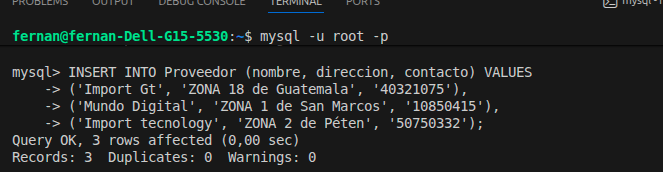 PROBLEMS OUTPUT DEBUG CONSOLE TERMINAL PORTS
fernan@fernan-Dell-G15-5530:~$ mysql -u root -p
mysql> INSERT INTO Proveedor (nombre, direccion, contacto) VALUES
-> ('Import Gt', 'ZONA 18 de Guatemala', '40321075'),
-> ('Mundo Digital', 'ZONA 1 de San Marcos', '10850415'),
-> ('Import tecnology', 'ZONA 2 de Péten', '50750332');
Query OK, 3 rows affected (0,00 sec)
Records: 3 Duplicates: 0 Warnings: 0